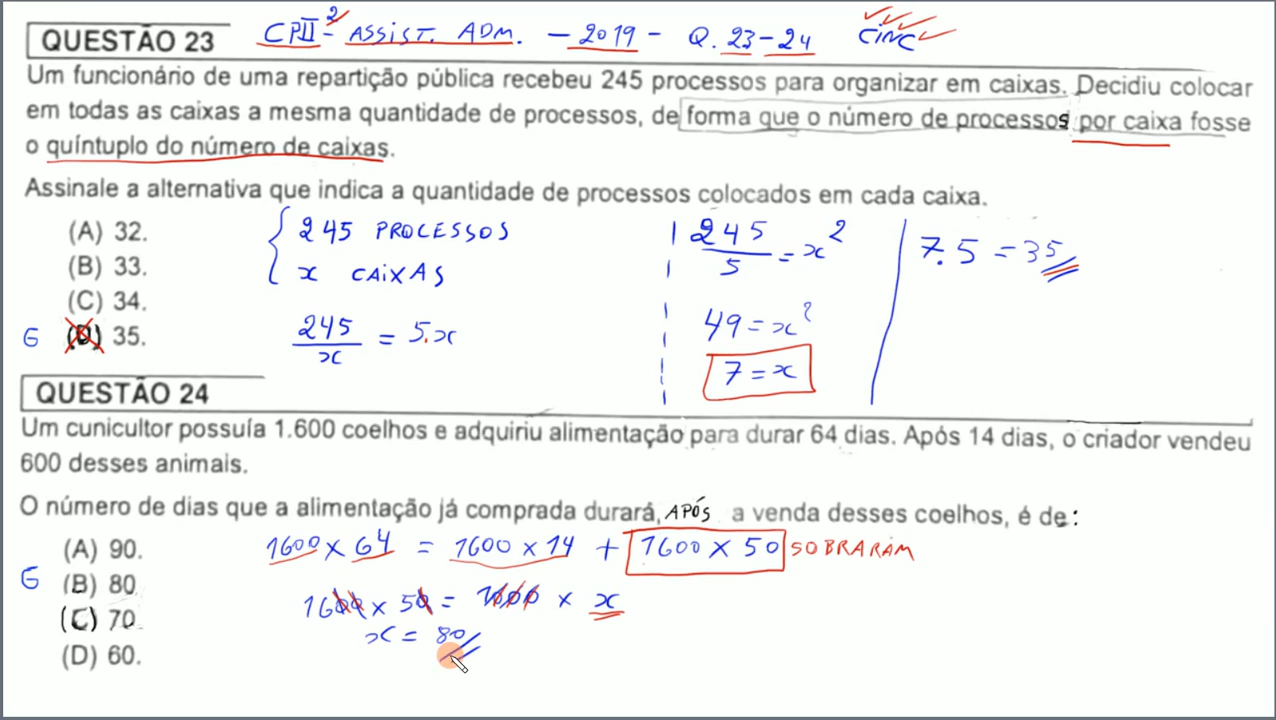 QUESTÃO 23 CPII-2 - ASSIST. ADM. - 2019 - Q. 23-24 CINC
Um funcionário de uma repartição pública recebeu 245 processos para organizar em caixas. Decidiu colocar
em todas as caixas a mesma quantidade de processos, de forma que o número de processos por caixa fosse
o quíntuplo do número de caixas.
Assinale a alternativa que indica a quantidade de processos colocados em cada caixa.
(A) 32.
(B) 33.
(C) 34.
G (D) 35.
245 PROCESSOS
x CAIXAS
245/x = 5.x
245/5 = x²
49 = x²
7 = x
7.5 = 35
QUESTÃO 24
Um cunicultor possuía 1.600 coelhos e adquiriu alimentação para durar 64 dias. Após 14 dias, o criador vendeu
600 desses animais.
O número de dias que a alimentação já comprada durará, APÓS a venda desses coelhos, é de:
(A) 90.
G (B) 80
(C) 70
(D) 60.
1600 x 64 = 1600 x 14 + 1600 x 50 SOBRARAM
1600 x 50 = 1000 x x
x = 80